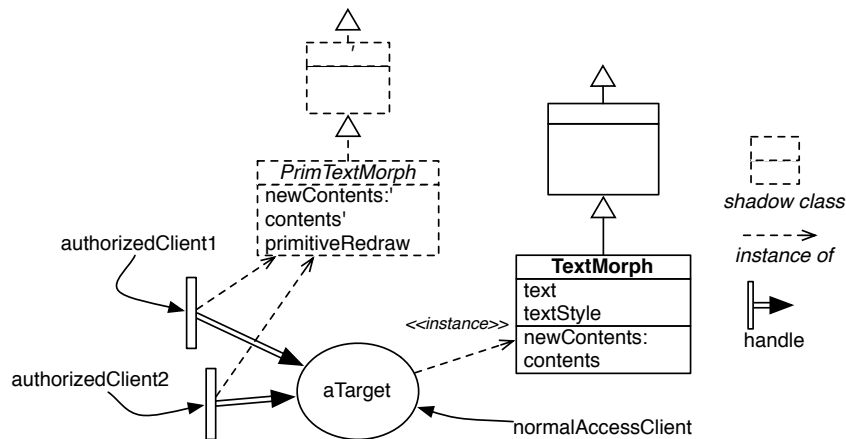 '
PrimTextMorph
newContents:'
contents'
primitiveRedraw
authorizedClient1
authorizedClient2
aTarget
<<instance>>
TextMorph
text
textStyle
newContents:
contents
normalAccessClient
shadow class
instance of
handle